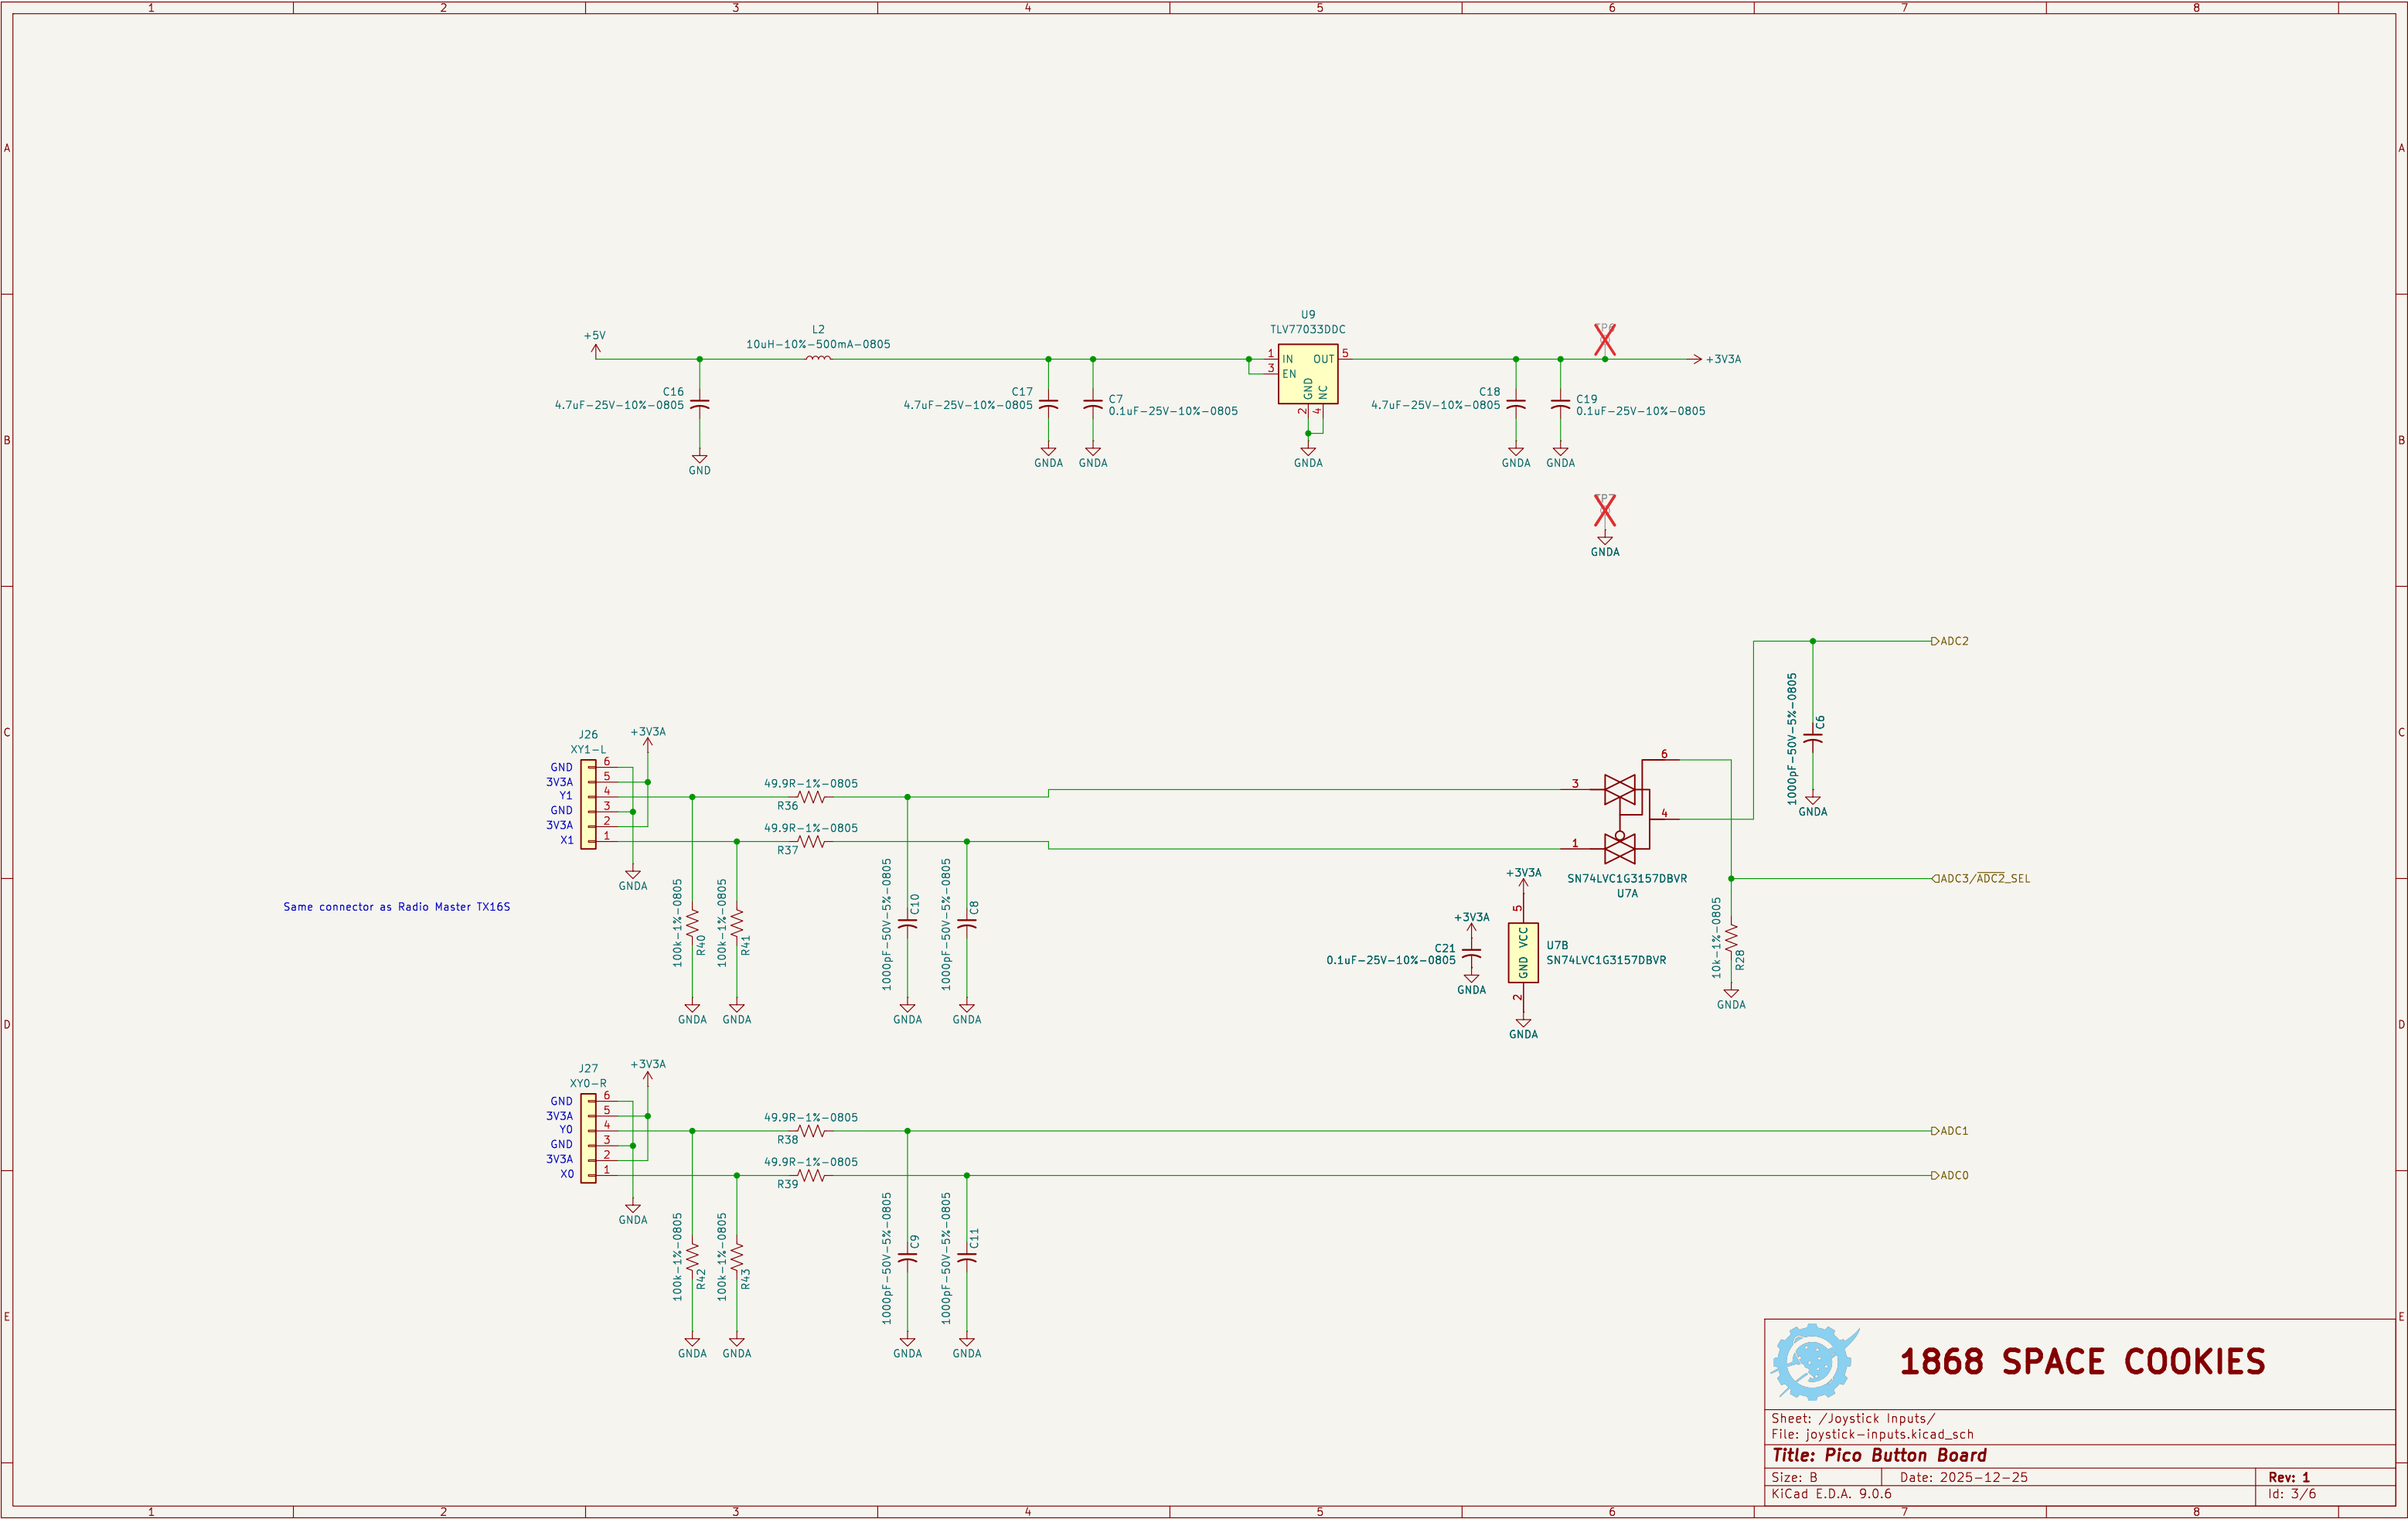 1 2 3 4 5 6 7 8
A A
B B
C C
D D
E E
+5V
L2
10uH-10%-500mA-0805
C16
4.7uF-25V-10%-0805
GND
C17
4.7uF-25V-10%-0805
GNDA
C7
0.1uF-25V-10%-0805
GNDA
U9
TLV77033DDC
1 IN OUT 5
3 EN
GND NC
2 4
GNDA
C18
4.7uF-25V-10%-0805
GNDA
C19
0.1uF-25V-10%-0805
GNDA
+3V3A
GNDA
J26
XY1-L
+3V3A
GND 6
3V3A 5
Y1 4
GND 3
3V3A 2
X1 1
GNDA
49.9R-1%-0805
R36
49.9R-1%-0805
R37
100k-1%-0805
R40
GNDA
100k-1%-0805
R41
GNDA
1000pF-50V-5%-0805
C10
GNDA
1000pF-50V-5%-0805
C8
GNDA
Same connector as Radio Master TX16S
3
6
4
1
SN74LVC1G3157DBVR
U7A
+3V3A
5
VCC
GND
2
GNDA
U7B
SN74LVC1G3157DBVR
+3V3A
C21
0.1uF-25V-10%-0805
GNDA
ADC2
1000pF-50V-5%-0805
C6
GNDA
ADC3/ADC2_SEL
10k-1%-0805
R28
GNDA
J27
XY0-R
+3V3A
GND 6
3V3A 5
Y0 4
GND 3
3V3A 2
X0 1
GNDA
49.9R-1%-0805
R38
49.9R-1%-0805
R39
ADC1
ADC0
100k-1%-0805
R42
GNDA
100k-1%-0805
R43
GNDA
1000pF-50V-5%-0805
C9
GNDA
1000pF-50V-5%-0805
C11
GNDA
1868 SPACE COOKIES
Sheet: /Joystick Inputs/
File: joystick-inputs.kicad_sch
Title: Pico Button Board
Size: B Date: 2025-12-25 Rev: 1
KiCad E.D.A. 9.0.6 Id: 3/6
1 2 3 4 5 6 7 8